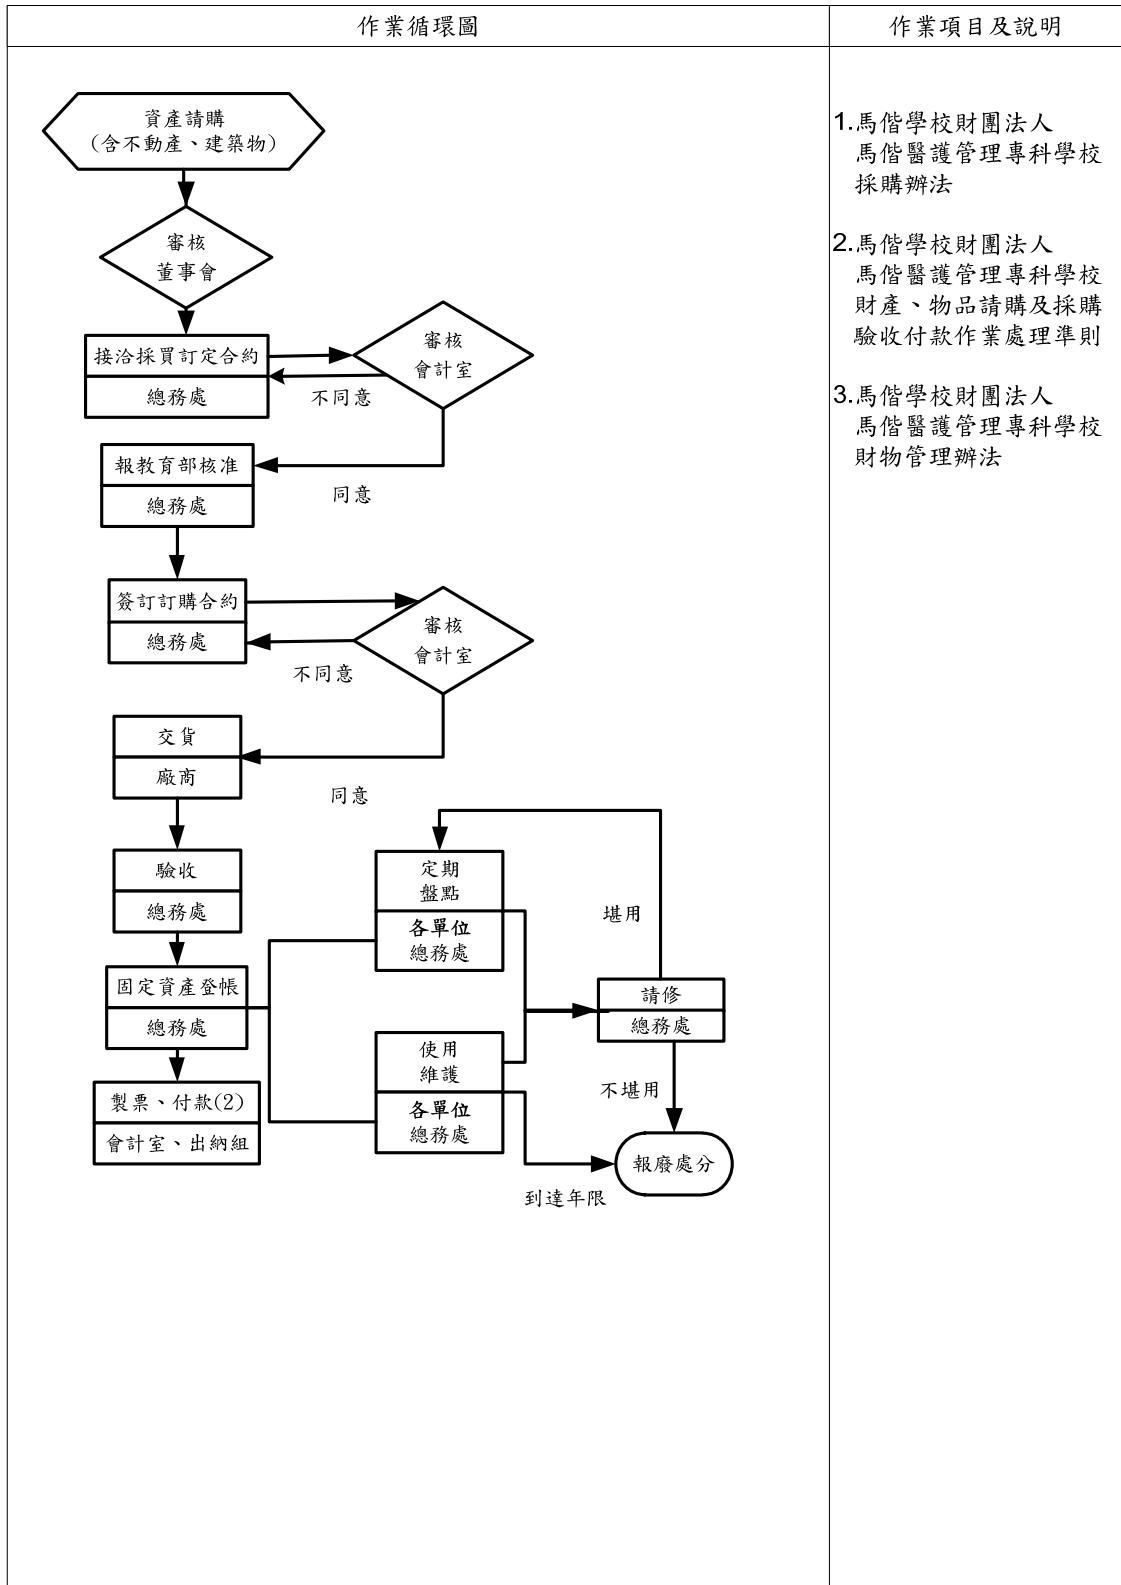 作業循環圖
作業項目及說明
資產請購
(含不動產、建築物)
審核
董事會
接洽採買訂定合約
總務處
審核
會計室
不同意
報教育部核准
總務處
同意
簽訂訂購合約
總務處
審核
會計室
不同意
交貨
廠商
同意
驗收
總務處
定期
盤點
各單位
總務處
堪用
固定資產登帳
總務處
請修
總務處
使用
維護
各單位
總務處
不堪用
製票、付款(2)
會計室、出納組
報廢處分
到達年限
1.馬偕學校財團法人
馬偕醫護管理專科學校
採購辦法
2.馬偕學校財團法人
馬偕醫護管理專科學校
財產、物品請購及採購
驗收付款作業處理準則
3.馬偕學校財團法人
馬偕醫護管理專科學校
財物管理辦法